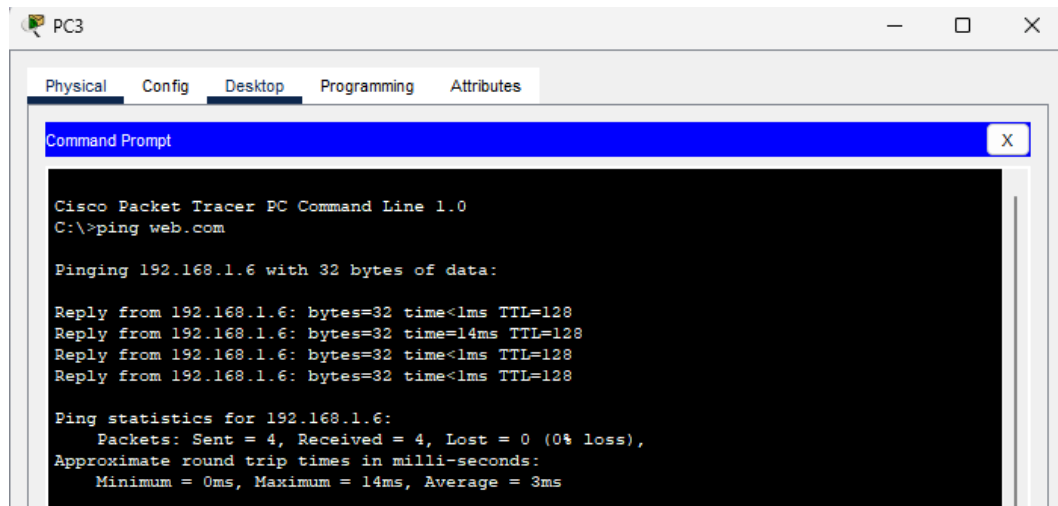 PC3
Physical Config Desktop Programming Attributes
Command Prompt
X
Cisco Packet Tracer PC Command Line 1.0
C:\>ping web.com
Pinging 192.168.1.6 with 32 bytes of data:
Reply from 192.168.1.6: bytes=32 time<1ms TTL=128
Reply from 192.168.1.6: bytes=32 time=14ms TTL=128
Reply from 192.168.1.6: bytes=32 time<1ms TTL=128
Reply from 192.168.1.6: bytes=32 time<1ms TTL=128
Ping statistics for 192.168.1.6:
Packets: Sent = 4, Received = 4, Lost = 0 (0% loss),
Approximate round trip times in milli-seconds:
Minimum = 0ms, Maximum = 14ms, Average = 3ms